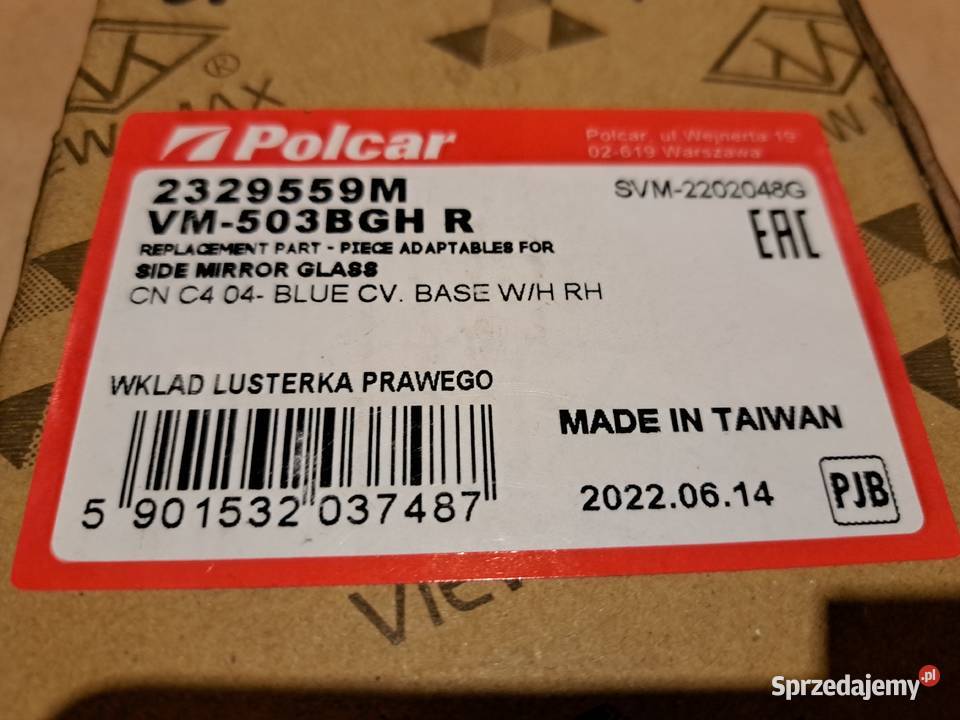 ®
Polcar
Polcar, ul.Wejnerta 19
02-619 Warszawa
2329559M
SVM-2202048G
VM-503BGH R
EAC
REPLACEMENT PART - PIECE ADAPTABLES FOR
SIDE MIRROR GLASS
CN C4 04- BLUE CV. BASE W/H RH
WKLAD LUSTERKA PRAWEGO
MADE IN TAIWAN
5 901532 037487
2022.06.14
PJB
VIEW
Sprzedajemy.pl